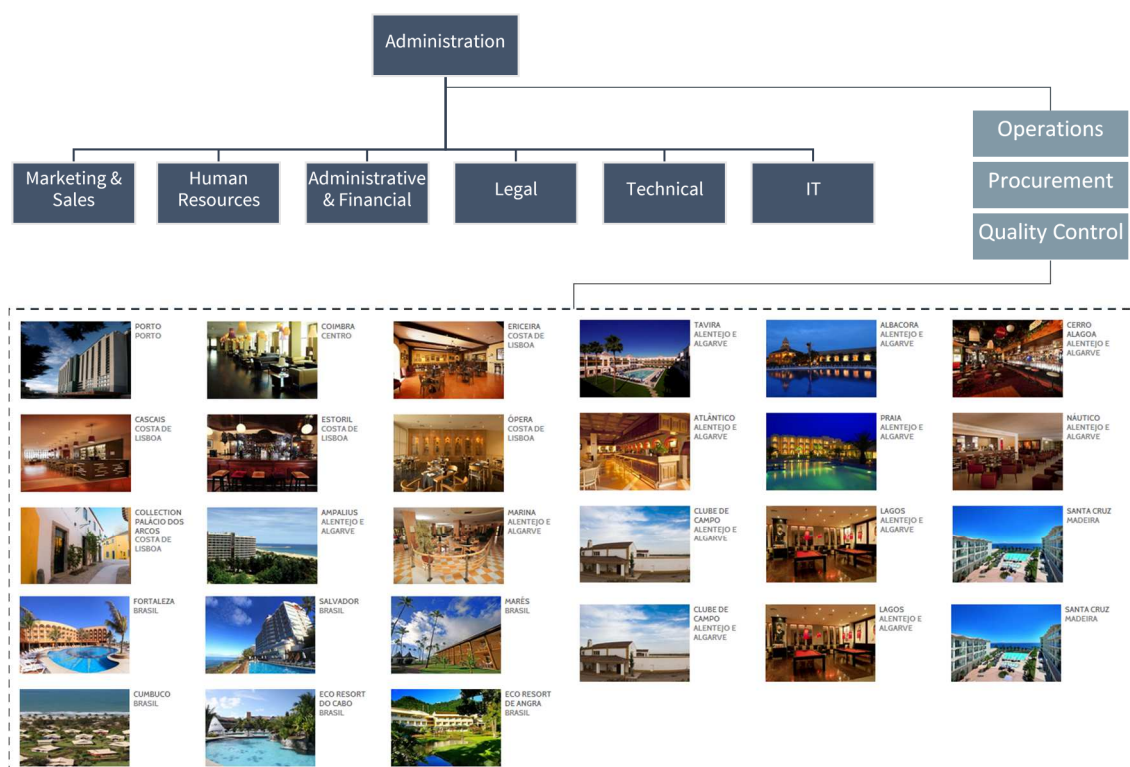 Administration
Operations
Procurement
Quality Control
Marketing &
Sales
Human
Resources
Administrative
& Financial
Legal
Technical
IT
PORTO
PORTO
COIMBRA
CENTRO
ERICEIRA
COSTA DE
LISBOA
TAVIRA
ALENTEJO E
ALGARVE
ALBACORA
ALENTEJO E
ALGARVE
CERRO
ALAGOA
ALENTEJO E
ALGARVE
CASCAIS
COSTA DE
LISBOA
ESTORIL
COSTA DE
LISBOA
ÓPERA
COSTA DE
LISBOA
ATLÂNTICO
ALENTEJO E
ALGARVE
PRAIA
ALENTEJO E
ALGARVE
NÁUTICO
ALENTEJO E
ALGARVE
COLLECTION
PALÁCIO DOS
ARCOS
COSTA DE
LISBOA
AMPALIUS
ALENTEJO E
ALGARVE
MARINA
ALENTEJO E
ALGARVE
CLUBE DE
CAMPO
ALENTEJO E
ALGARVE
LAGOS
ALENTEJO E
ALGARVE
SANTA CRUZ
MADEIRA
FORTALEZA
BRASIL
SALVADOR
BRASIL
MARÉS
BRASIL
CLUBE DE
CAMPO
ALENTEJO E
ALGARVE
LAGOS
ALENTEJO E
ALGARVE
SANTA CRUZ
MADEIRA
CUMBUCO
BRASIL
ECO RESORT
DO CABO
BRASIL
ECO RESORT
DE ANGRA
BRASIL